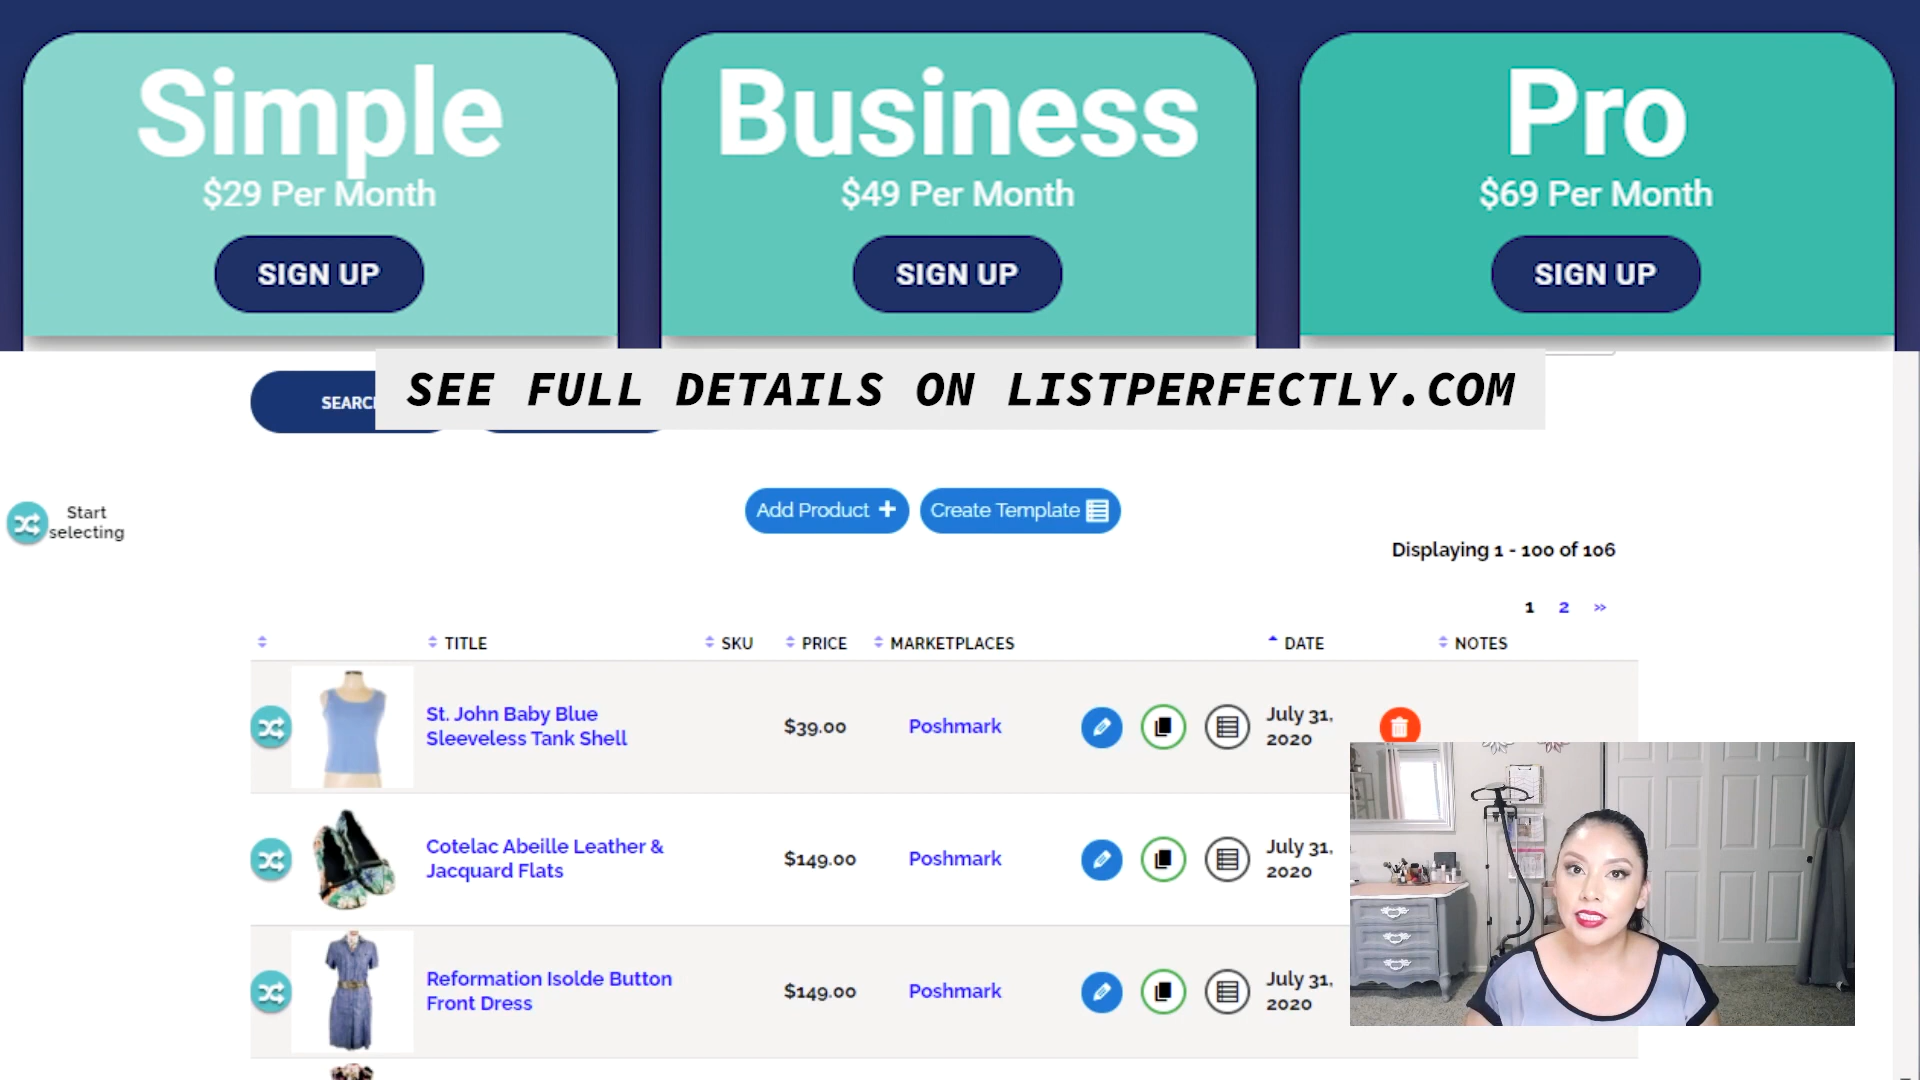 Simple
$29 Per Month
SIGN UP
Business
$49 Per Month
SIGN UP
Pro
$69 Per Month
SIGN UP
SEE FULL DETAILS ON LISTPERFECTLY.COM
Start
selecting
Add Product +
Create Template
Displaying 1 - 100 of 106
1 2 »
TITLE SKU PRICE MARKETPLACES DATE NOTES
St. John Baby Blue
Sleeveless Tank Shell
$39.00
Poshmark
July 31,
2020
Cotelac Abeille Leather &
Jacquard Flats
$149.00
Poshmark
July 31,
2020
Reformation Isolde Button
Front Dress
$149.00
Poshmark
July 31,
2020